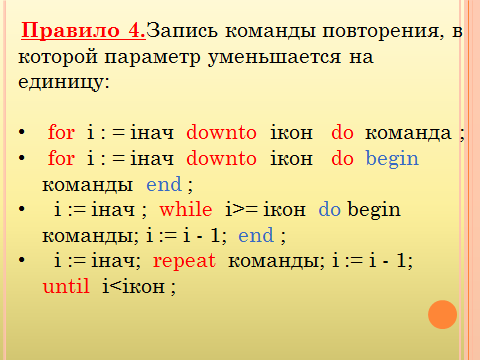 Правило 4.Запись команды повторения, в
которой параметр уменьшается на
единицу:
• for i : = iнач downto iкон do команда ;
• for i : = iнач downto iкон do begin
команды end ;
• i := iнач ; while i>= iкон do begin
команды; i := i - 1; end ;
• i := iнач; repeat команды; i := i - 1;
until i<iкон ;